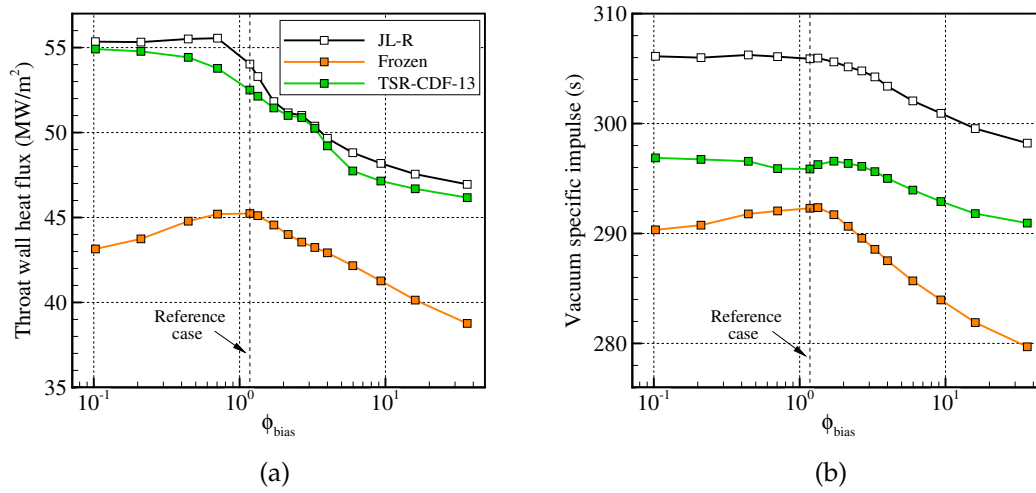 60
55
50
45
40
35
Throat wall heat flux (MW/m²)
JL-R
Frozen
TSR-CDF-13
Reference
case
10⁻¹
10⁰
10¹
ϕbias
(a)
310
300
290
280
Vacuum specific impulse (s)
Reference
case
10⁻¹
10⁰
10¹
ϕbias
(b)